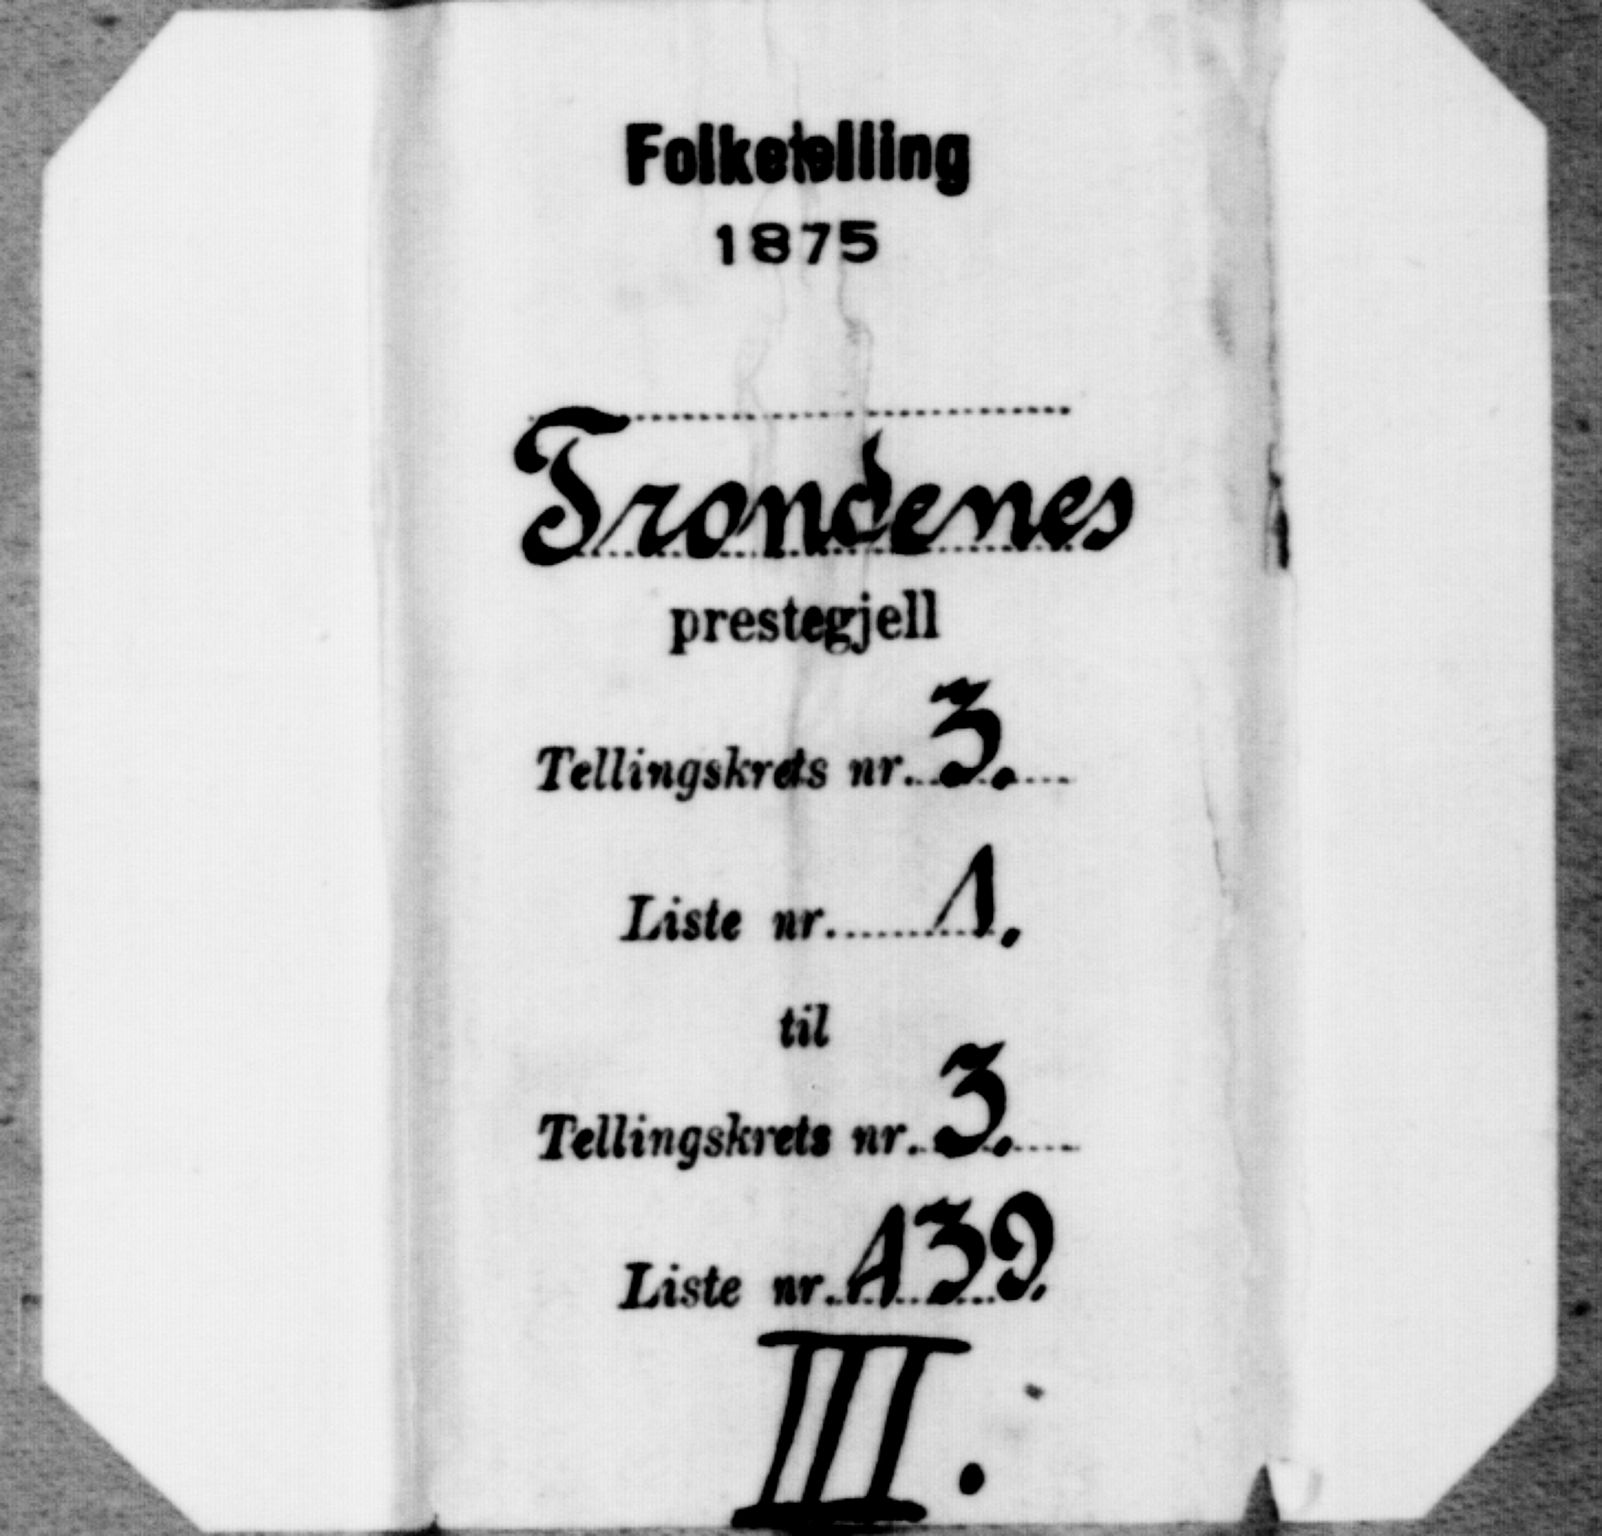 Folketelling
1875
Trondenes
prestegjell
Tellingskrets nr. 3.
Liste nr. 1.
til
Tellingskrets nr. 3.
Liste nr. 139.
III.